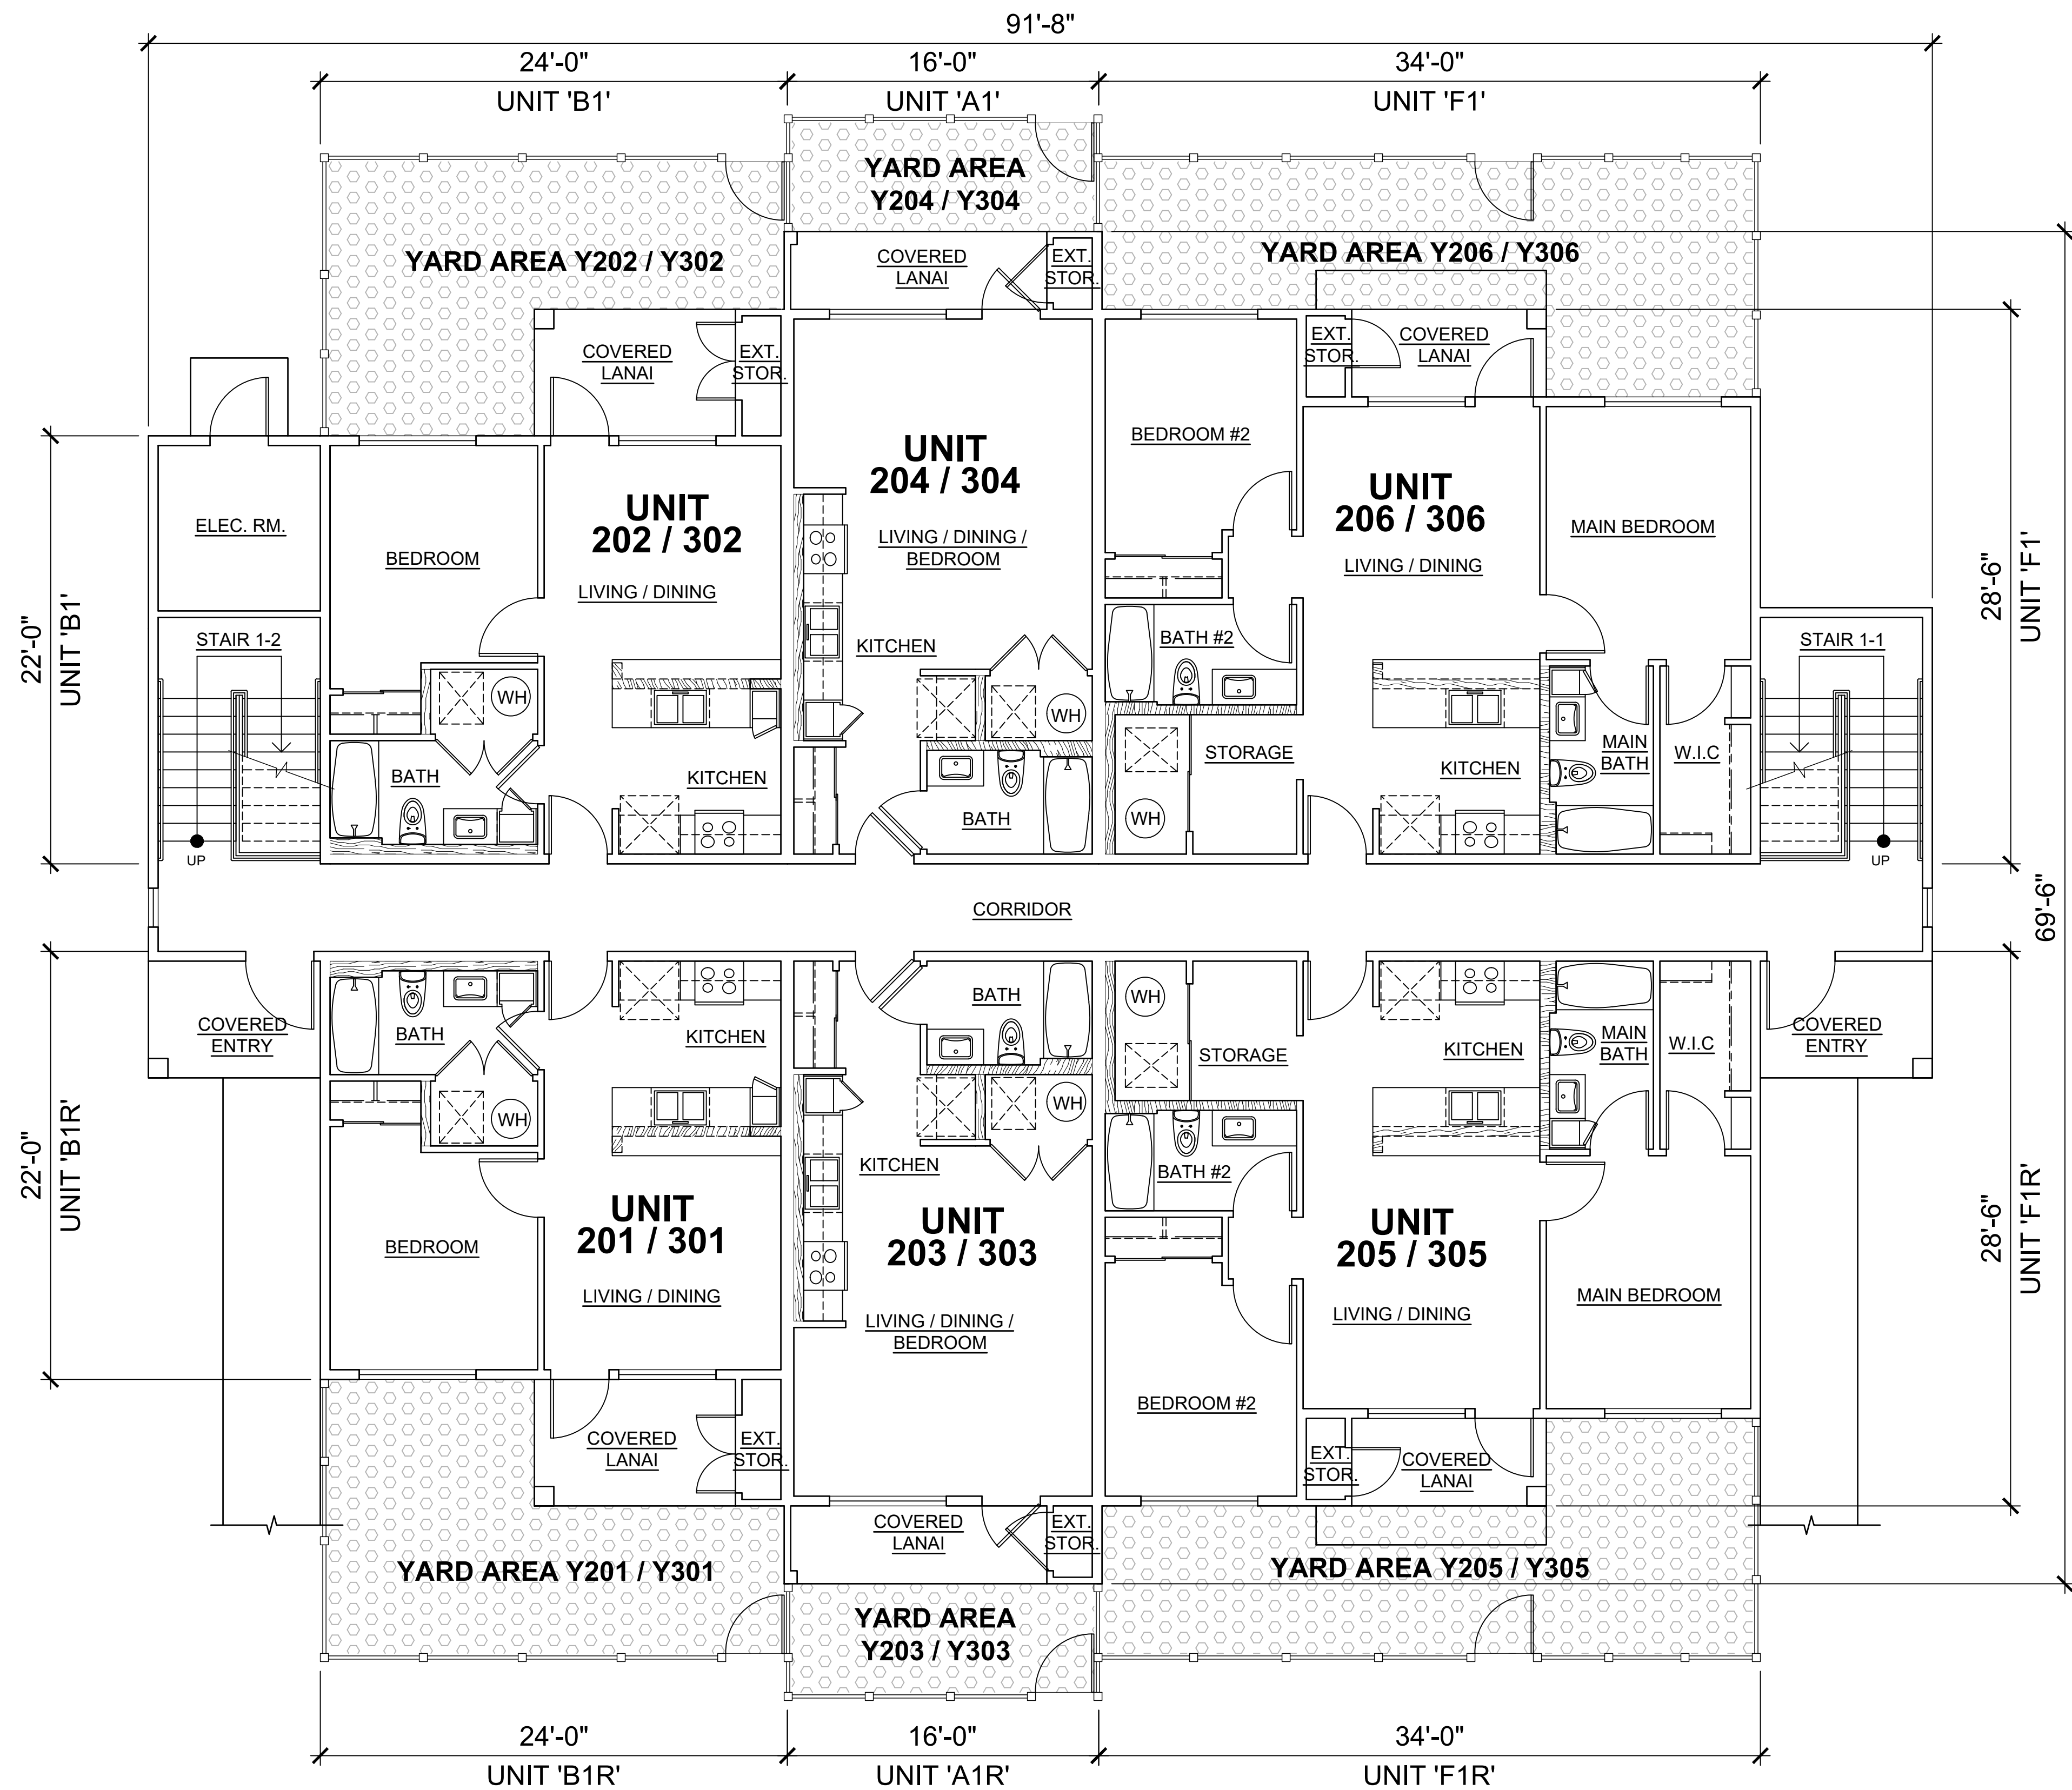 91'-8"
24'-0"
16'-0"
34'-0"
UNIT 'B1'
UNIT 'A1'
UNIT 'F1'
YARD AREA
Y204 / Y304
YARD AREA Y202 / Y302
YARD AREA Y206 / Y306
COVERED
LANAI
EXT.
STOR.
COVERED
LANAI
EXT.
STOR.
EXT.
STOR.
COVERED
LANAI
22'-0"
UNIT 'B1'
ELEC. RM.
BEDROOM
UNIT
202 / 302
LIVING / DINING
UNIT
204 / 304
LIVING / DINING /
BEDROOM
BEDROOM #2
UNIT
206 / 306
LIVING / DINING
MAIN BEDROOM
28'-6"
UNIT 'F1'
STAIR 1-2
KITCHEN
BATH #2
STAIR 1-1
WH
WH
BATH
KITCHEN
BATH
STORAGE
WH
KITCHEN
MAIN
BATH
W.I.C
UP
UP
CORRIDOR
69'-6"
COVERED
ENTRY
BATH
KITCHEN
BATH
WH
STORAGE
KITCHEN
MAIN
BATH
W.I.C
COVERED
ENTRY
WH
WH
22'-0"
UNIT 'B1R'
KITCHEN
BATH #2
BEDROOM
UNIT
201 / 301
LIVING / DINING
UNIT
203 / 303
LIVING / DINING /
BEDROOM
UNIT
205 / 305
LIVING / DINING
MAIN BEDROOM
28'-6"
UNIT 'F1R'
BEDROOM #2
COVERED
LANAI
EXT.
STOR.
EXT.
STOR.
COVERED
LANAI
COVERED
LANAI
EXT.
STOR.
YARD AREA Y201 / Y301
YARD AREA Y205 / Y305
YARD AREA
Y203 / Y303
24'-0"
16'-0"
34'-0"
UNIT 'B1R'
UNIT 'A1R'
UNIT 'F1R'